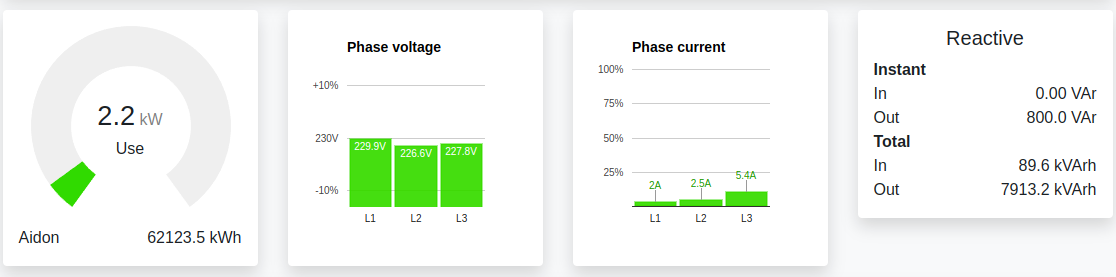 2.2 kW
Use
Aidon 62123.5 kWh
Phase voltage
+10%
230V
-10%
229.9V 226.6V 227.8V
L1 L2 L3
Phase current
100%
75%
50%
25%
2A 2.5A 5.4A
L1 L2 L3
Reactive
Instant
In 0.00 VAr
Out 800.0 VAr
Total
In 89.6 kVArh
Out 7913.2 kVArh